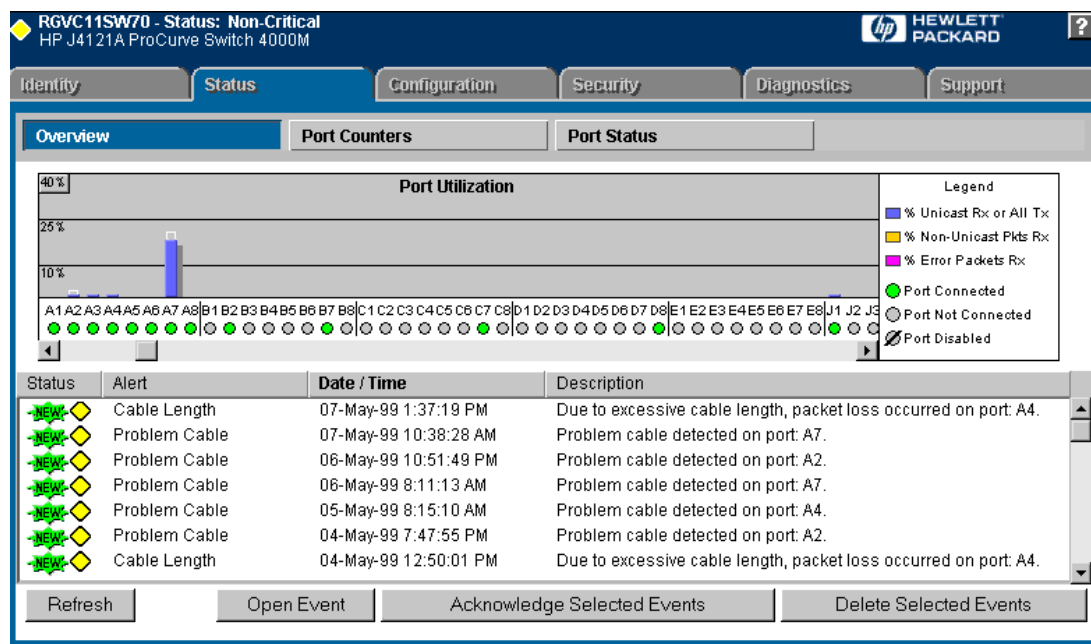 RGVC11SW70 - Status: Non-Critical
HP J4121A ProCurve Switch 4000M
hp HEWLETT PACKARD
?
Identity Status Configuration Security Diagnostics Support
Overview Port Counters Port Status
40% Port Utilization
25%
10%
A1 A2 A3 A4 A5 A6 A7 A8 B1 B2 B3 B4 B5 B6 B7 B8 C1 C2 C3 C4 C5 C6 C7 C8 D1 D2 D3 D4 D5 D6 D7 D8 E1 E2 E3 E4 E5 E6 E7 E8 J1 J2 J3
Legend
% Unicast Rx or All Tx
% Non-Unicast Pkts Rx
% Error Packets Rx
Port Connected
Port Not Connected
Port Disabled
Status Alert Date / Time Description
NEW Cable Length 07-May-99 1:37:19 PM Due to excessive cable length, packet loss occurred on port: A4.
NEW Problem Cable 07-May-99 10:38:28 AM Problem cable detected on port: A7.
NEW Problem Cable 06-May-99 10:51:49 PM Problem cable detected on port: A2.
NEW Problem Cable 06-May-99 8:11:13 AM Problem cable detected on port: A7.
NEW Problem Cable 05-May-99 8:15:10 AM Problem cable detected on port: A4.
NEW Problem Cable 04-May-99 7:47:55 PM Problem cable detected on port: A2.
NEW Cable Length 04-May-99 12:50:01 PM Due to excessive cable length, packet loss occurred on port: A4.
Refresh Open Event Acknowledge Selected Events Delete Selected Events